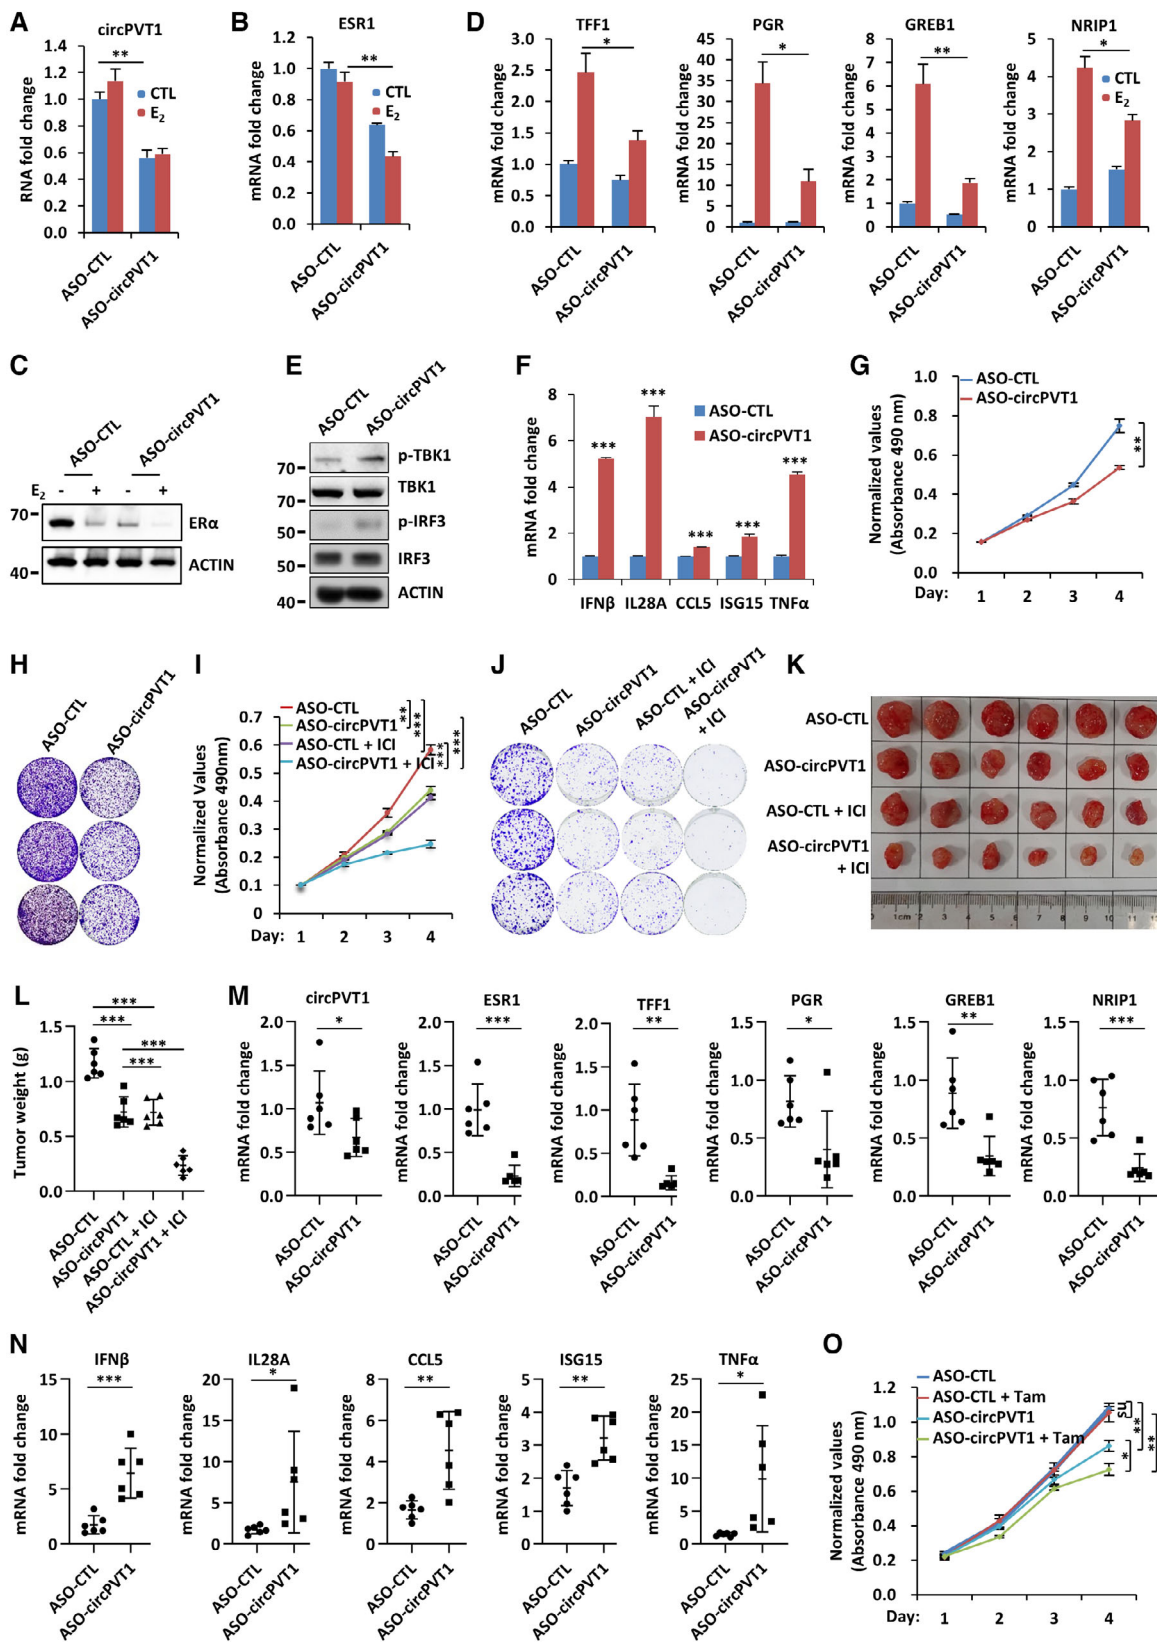 A
circPVT1
RNA fold change
1.4
1.2
1.0
0.8
0.6
0.4
0.2
0.0
**
CTL
E2
ASO-CTL
ASO-circPVT1
B
ESR1
mRNA fold change
1.2
1.0
0.8
0.6
0.4
0.2
0.0
**
CTL
E2
ASO-CTL
ASO-circPVT1
D
TFF1
mRNA fold change
3.0
2.5
2.0
1.5
1.0
0.5
0.0
*
ASO-CTL
ASO-circPVT1
PGR
mRNA fold change
45
40
35
30
25
20
15
10
5
0
*
ASO-CTL
ASO-circPVT1
GREB1
mRNA fold change
8
7
6
5
4
3
2
1
0
**
ASO-CTL
ASO-circPVT1
NRIP1
mRNA fold change
5
4
3
2
1
0
*
CTL
E2
ASO-CTL
ASO-circPVT1
C
ASO-CTL
ASO-circPVT1
E2 - + - +
70
ERα
40
ACTIN
E
ASO-CTL
ASO-circPVT1
70
p-TBK1
70
TBK1
50
p-IRF3
50
IRF3
40
ACTIN
F
mRNA fold change
8
6
4
2
0
ASO-CTL
ASO-circPVT1
*** *** *** *** ***
IFNβ IL28A CCL5 ISG15 TNFα
G
Normalized values
(Absorbance 490 nm)
1.0
0.8
0.6
0.4
0.2
0.0
ASO-CTL
ASO-circPVT1
**
Day: 1 2 3 4
H
ASO-CTL
ASO-circPVT1
I
Normalized Values
(Absorbance 490nm)
0.7
0.6
0.5
0.4
0.3
0.2
0.1
0
ASO-CTL
ASO-circPVT1
ASO-CTL + ICI
ASO-circPVT1 + ICI
**
***
***
***
Day: 1 2 3 4
J
ASO-CTL
ASO-circPVT1
ASO-CTL + ICI
ASO-circPVT1
+ ICI
K
ASO-CTL
ASO-circPVT1
ASO-CTL + ICI
ASO-circPVT1
+ ICI
0 1cm 2 3 4 5 6 7 8 9 10 11
L
Tumor weight (g)
1.5
1.0
0.5
0.0
***
***
***
***
ASO-CTL
ASO-circPVT1
ASO-CTL + ICI
ASO-circPVT1 + ICI
M
circPVT1
mRNA fold change
2.0
1.5
1.0
0.5
0.0
*
ASO-CTL
ASO-circPVT1
ESR1
mRNA fold change
2.0
1.5
1.0
0.5
0.0
***
ASO-CTL
ASO-circPVT1
TFF1
mRNA fold change
2.0
1.5
1.0
0.5
0.0
**
ASO-CTL
ASO-circPVT1
PGR
mRNA fold change
1.5
1.0
0.5
0.0
*
ASO-CTL
ASO-circPVT1
GREB1
mRNA fold change
1.5
1.0
0.5
0.0
**
ASO-CTL
ASO-circPVT1
NRIP1
mRNA fold change
1.5
1.0
0.5
0.0
***
ASO-CTL
ASO-circPVT1
N
IFNβ
mRNA fold change
15
10
5
0
***
ASO-CTL
ASO-circPVT1
IL28A
mRNA fold change
20
15
10
5
0
*
ASO-CTL
ASO-circPVT1
CCL5
mRNA fold change
8
6
4
2
0
**
ASO-CTL
ASO-circPVT1
ISG15
mRNA fold change
5
4
3
2
1
0
**
ASO-CTL
ASO-circPVT1
TNFα
mRNA fold change
25
20
15
10
5
0
*
ASO-CTL
ASO-circPVT1
O
Normalized values
(Absorbance 490 nm)
1.2
1.0
0.8
0.6
0.4
0.2
0.0
ASO-CTL
ASO-CTL + Tam
ASO-circPVT1
ASO-circPVT1 + Tam
ns
**
**
*
Day: 1 2 3 4